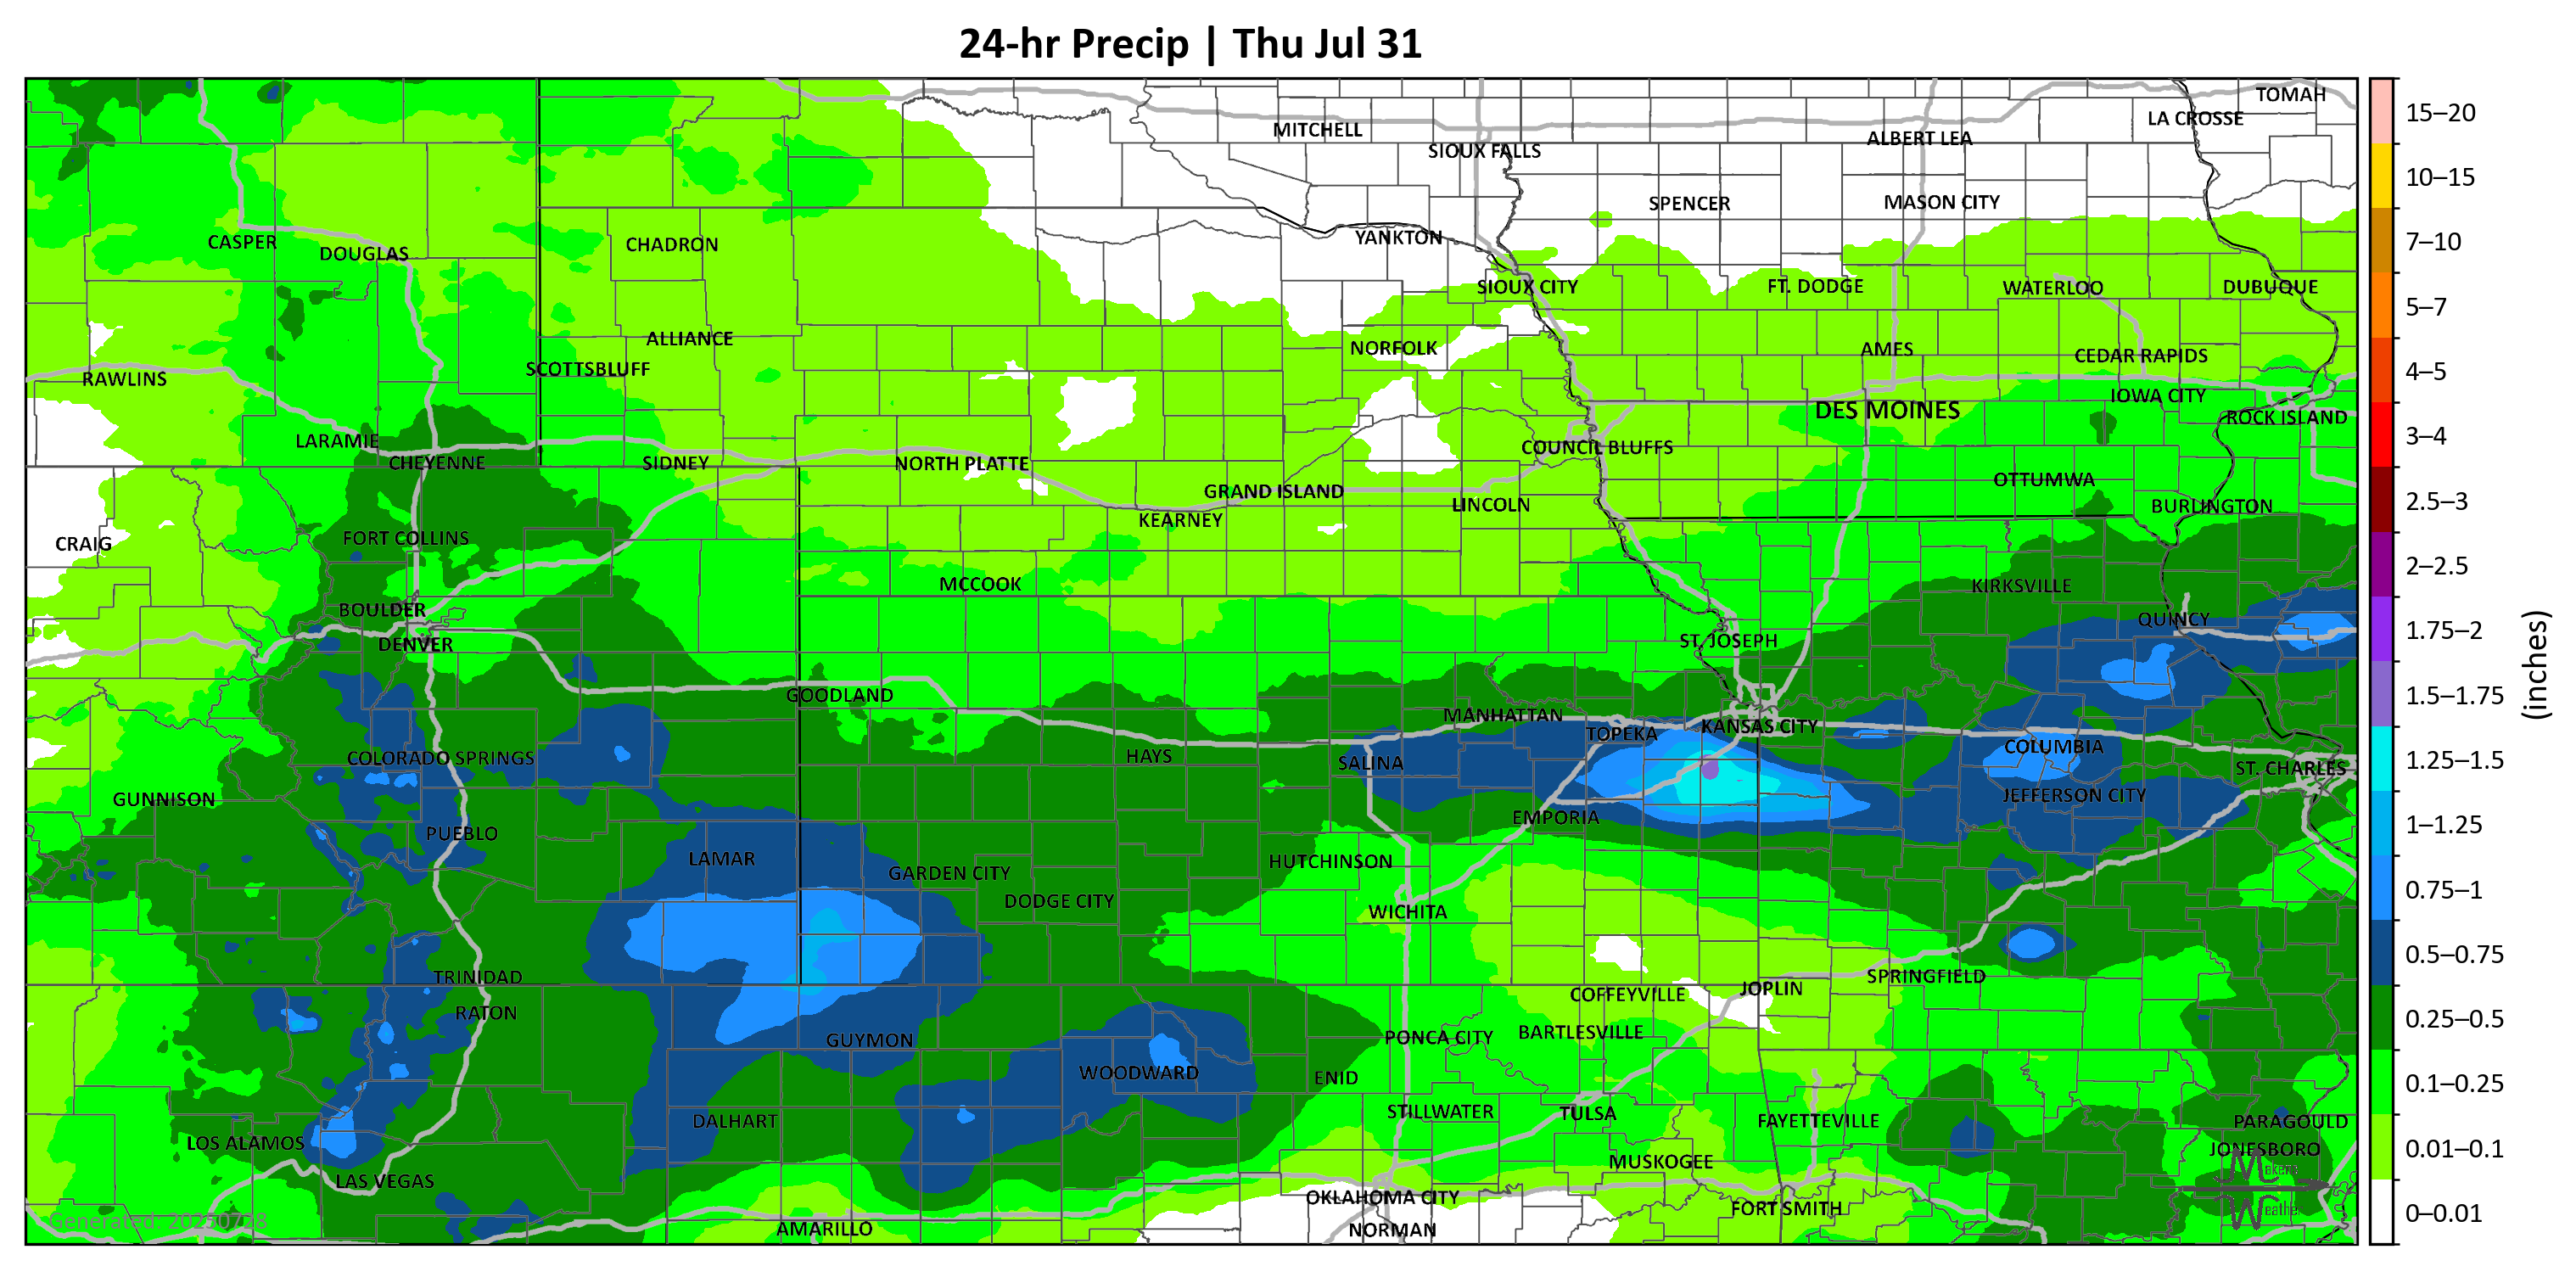 24-hr Precip | Thu Jul 31
TOMAH
LA CROSSE
MITCHELL
ALBERT LEA
SIOUX FALLS
SPENCER
MASON CITY
YANKTON
CASPER
CHADRON
DOUGLAS
SIOUX CITY
FT. DODGE
WATERLOO
DUBUQUE
ALLIANCE
NORFOLK
AMES
CEDAR RAPIDS
SCOTTSBLUFF
RAWLINS
IOWA CITY
DES MOINES
ROCK ISLAND
LARAMIE
COUNCIL BLUFFS
CHEYENNE
SIDNEY
NORTH PLATTE
OTTUMWA
GRAND ISLAND
LINCOLN
BURLINGTON
KEARNEY
FORT COLLINS
CRAIG
MCCOOK
KIRKSVILLE
BOULDER
QUINCY
DENVER
ST. JOSEPH
GOODLAND
MANHATTAN
KANSAS CITY
TOPEKA
COLUMBIA
HAYS
COLORADO SPRINGS
SALINA
ST. CHARLES
GUNNISON
JEFFERSON CITY
EMPORIA
PUEBLO
LAMAR
HUTCHINSON
GARDEN CITY
DODGE CITY
WICHITA
TRINIDAD
SPRINGFIELD
JOPLIN
COFFEYVILLE
RATON
BARTLESVILLE
PONCA CITY
GUYMON
WOODWARD
ENID
STILLWATER
TULSA
DALHART
FAYETTEVILLE
PARAGOULD
LOS ALAMOS
JONESBORO
MUSKOGEE
LAS VEGAS
OKLAHOMA CITY
FORT SMITH
AMARILLO
NORMAN
Generated: 20250728
Makens
Weather
15–20
10–15
7–10
5–7
4–5
3–4
2.5–3
2–2.5
1.75–2
1.5–1.75
1.25–1.5
1–1.25
0.75–1
0.5–0.75
0.25–0.5
0.1–0.25
0.01–0.1
0–0.01
(inches)